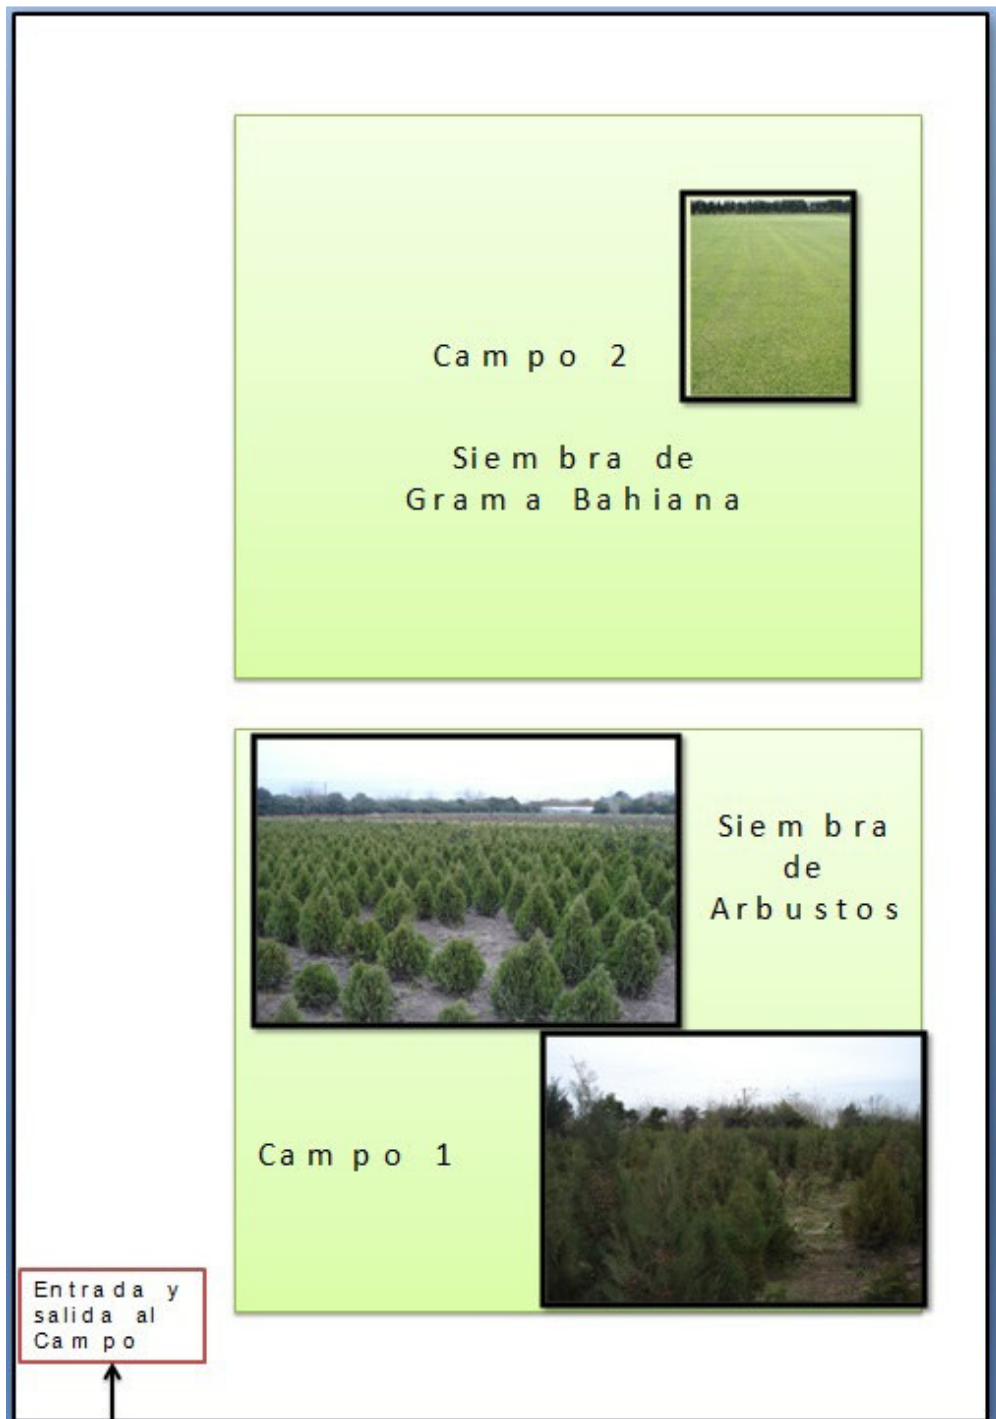 Campo 2
Siembra de
Grama Bahiana
Siembra
de
Arbustos
Campo 1
Entrada y
salida al
Campo